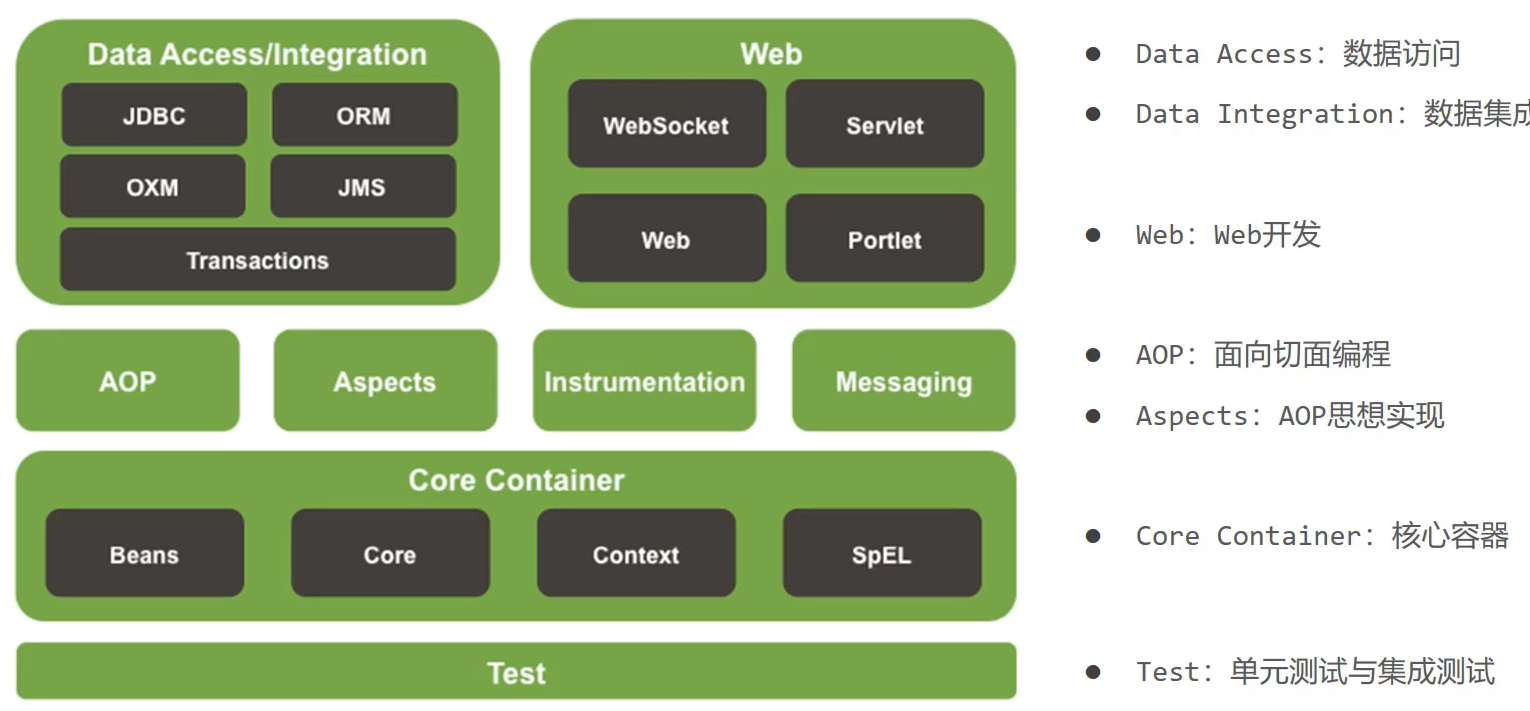 Data Access/Integration
JDBC
ORM
OXM
JMS
Transactions
Web
WebSocket
Servlet
Web
Portlet
AOP
Aspects
Instrumentation
Messaging
Core Container
Beans
Core
Context
SpEL
Test
● Data Access：数据访问
● Data Integration：数据集成
● Web：Web开发
● AOP：面向切面编程
● Aspects：AOP思想实现
● Core Container：核心容器
● Test：单元测试与集成测试